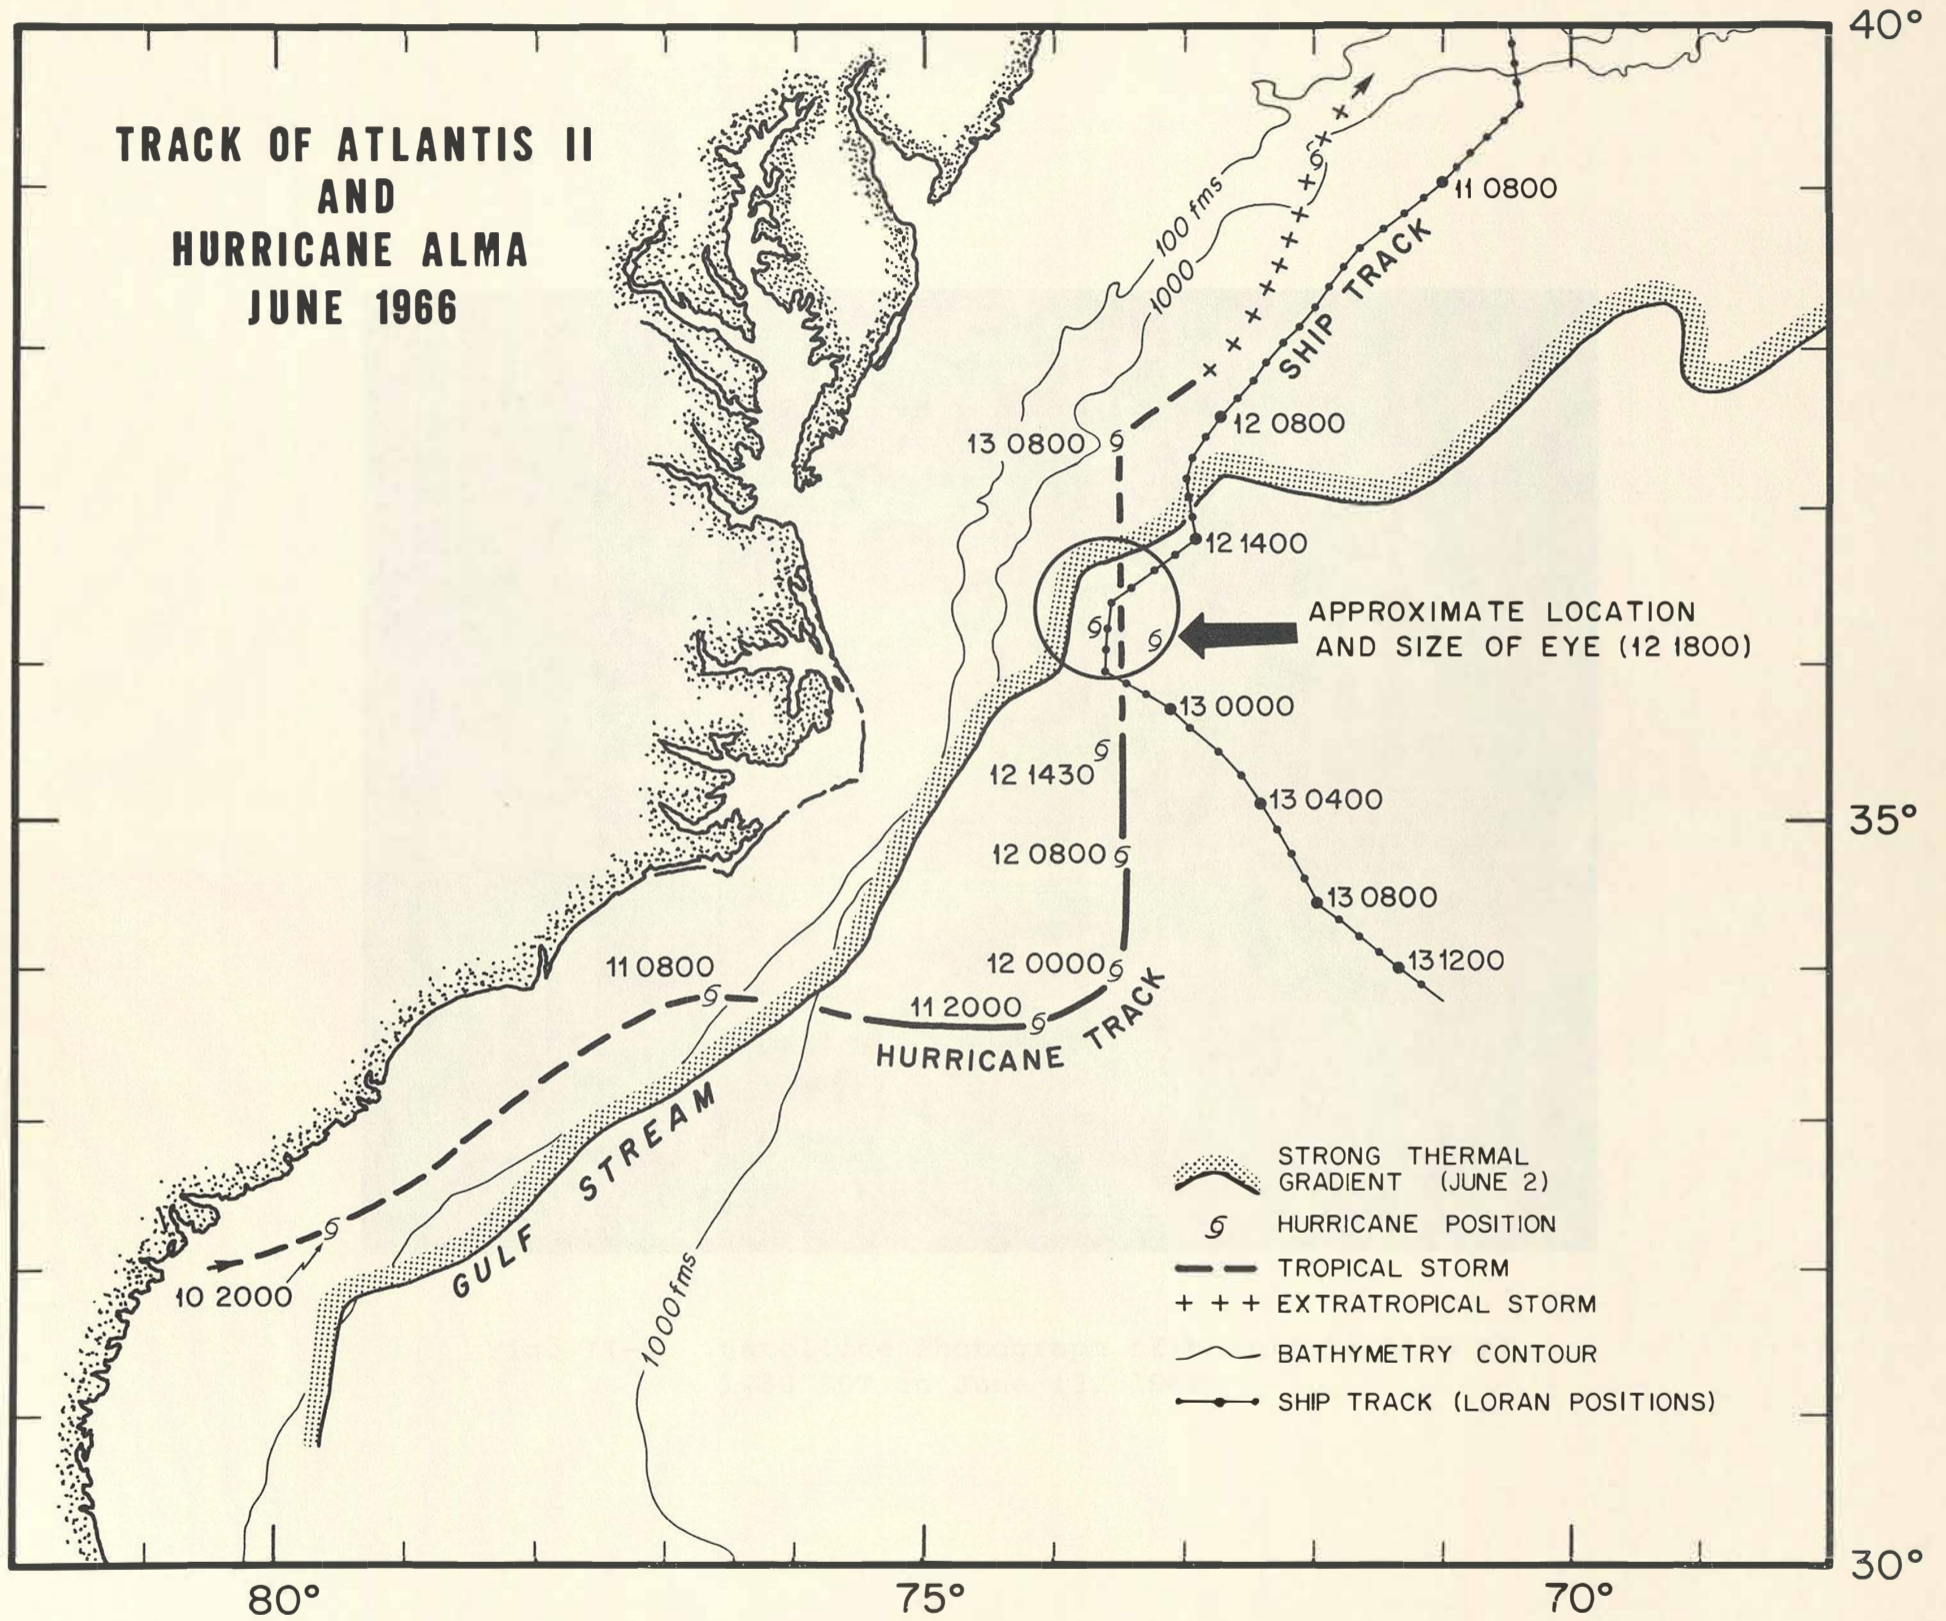 TRACK OF ATLANTIS II
AND
HURRICANE ALMA
JUNE 1966
40°
11 0800
100 fms
1000
SHIP TRACK
12 0800
13 0800
12 1400
APPROXIMATE LOCATION
AND SIZE OF EYE (12 1800)
13 0000
12 1430
13 0400
35°
12 0800
13 0800
11 0800
12 0000
13 1200
11 2000
HURRICANE TRACK
GULF STREAM
10 2000
1000 fms
STRONG THERMAL
GRADIENT (JUNE 2)
HURRICANE POSITION
TROPICAL STORM
EXTRATROPICAL STORM
BATHYMETRY CONTOUR
SHIP TRACK (LORAN POSITIONS)
30°
80°
75°
70°